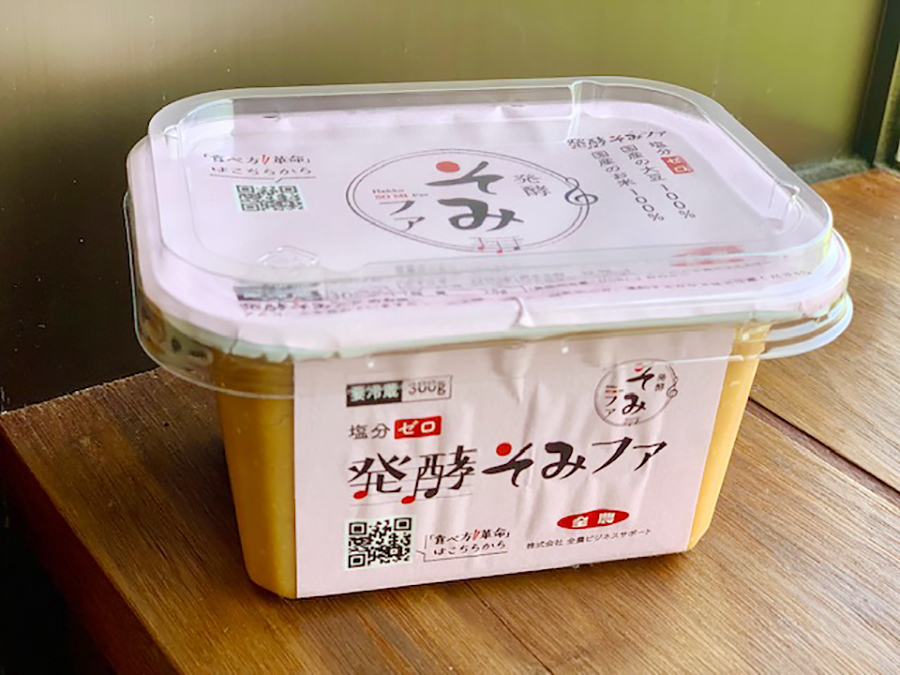 「食べ方!革命」
はこちらから
発酵
そみ
ファ
Hakko
SO MI Faa
発酵そみファ
塩分ゼロ
国産の大豆100%
国産のお米100%
要冷蔵 300g
発酵
そみ
ファ
塩分ゼロ
発酵そみファ
「食べ方!革命」
はこちらから
全農
株式会社 全農ビジネスサポート